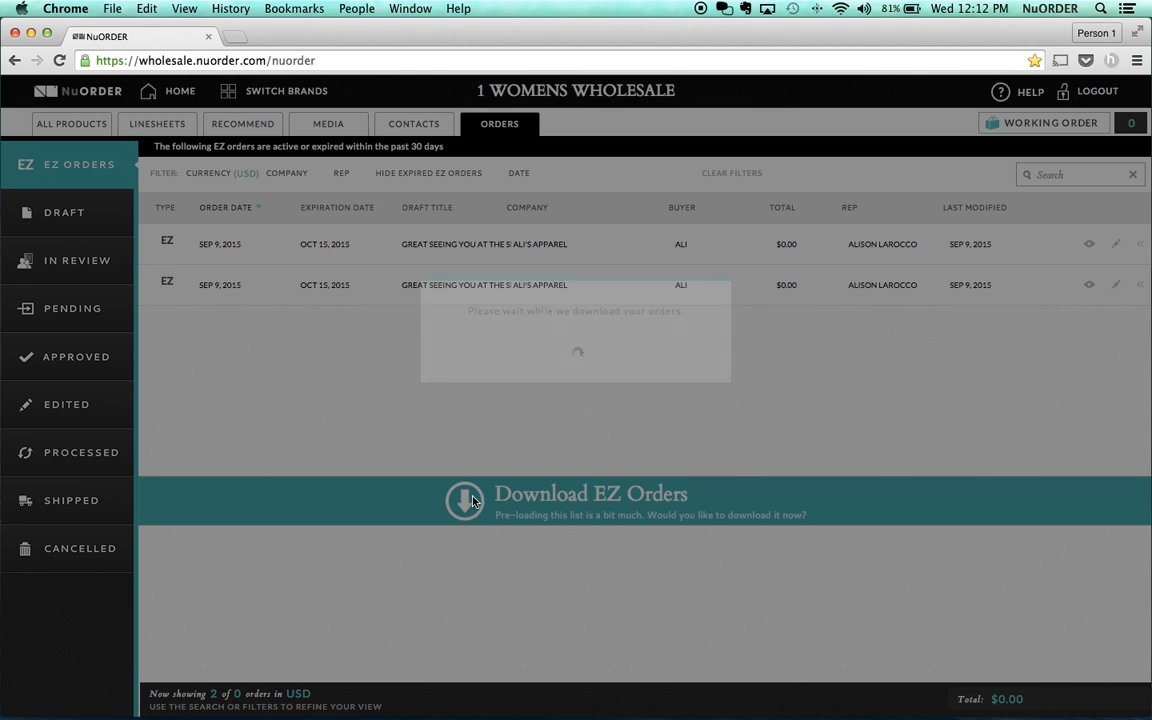 Chrome File Edit View History Bookmarks People Window Help 81% Wed 12:12 PM NuORDER
NuORDER × Person 1
https://wholesale.nuorder.com/nuorder
NuORDER HOME SWITCH BRANDS 1 WOMENS WHOLESALE HELP LOGOUT
ALL PRODUCTS LINESHEETS RECOMMEND MEDIA CONTACTS ORDERS WORKING ORDER 0
The following EZ orders are active or expired within the past 30 days
EZ EZ ORDERS
DRAFT
IN REVIEW
PENDING
APPROVED
EDITED
PROCESSED
SHIPPED
CANCELLED
FILTER: CURRENCY (USD) COMPANY REP HIDE EXPIRED EZ ORDERS DATE CLEAR FILTERS Search
TYPE ORDER DATE EXPIRATION DATE DRAFT TITLE COMPANY BUYER TOTAL REP LAST MODIFIED
EZ SEP 9, 2015 OCT 15, 2015 GREAT SEEING YOU AT THE S ALI'S APPAREL ALI $0.00 ALISON LAROCCO SEP 9, 2015
EZ SEP 9, 2015 OCT 15, 2015 GREAT SEEING YOU AT THE S ALI'S APPAREL ALI $0.00 ALISON LAROCCO SEP 9, 2015
Please wait while we download your orders.
Download EZ Orders
Pre-loading this list is a bit much. Would you like to download it now?
Now showing 2 of 0 orders in USD
USE THE SEARCH OR FILTERS TO REFINE YOUR VIEW
Total: $0.00